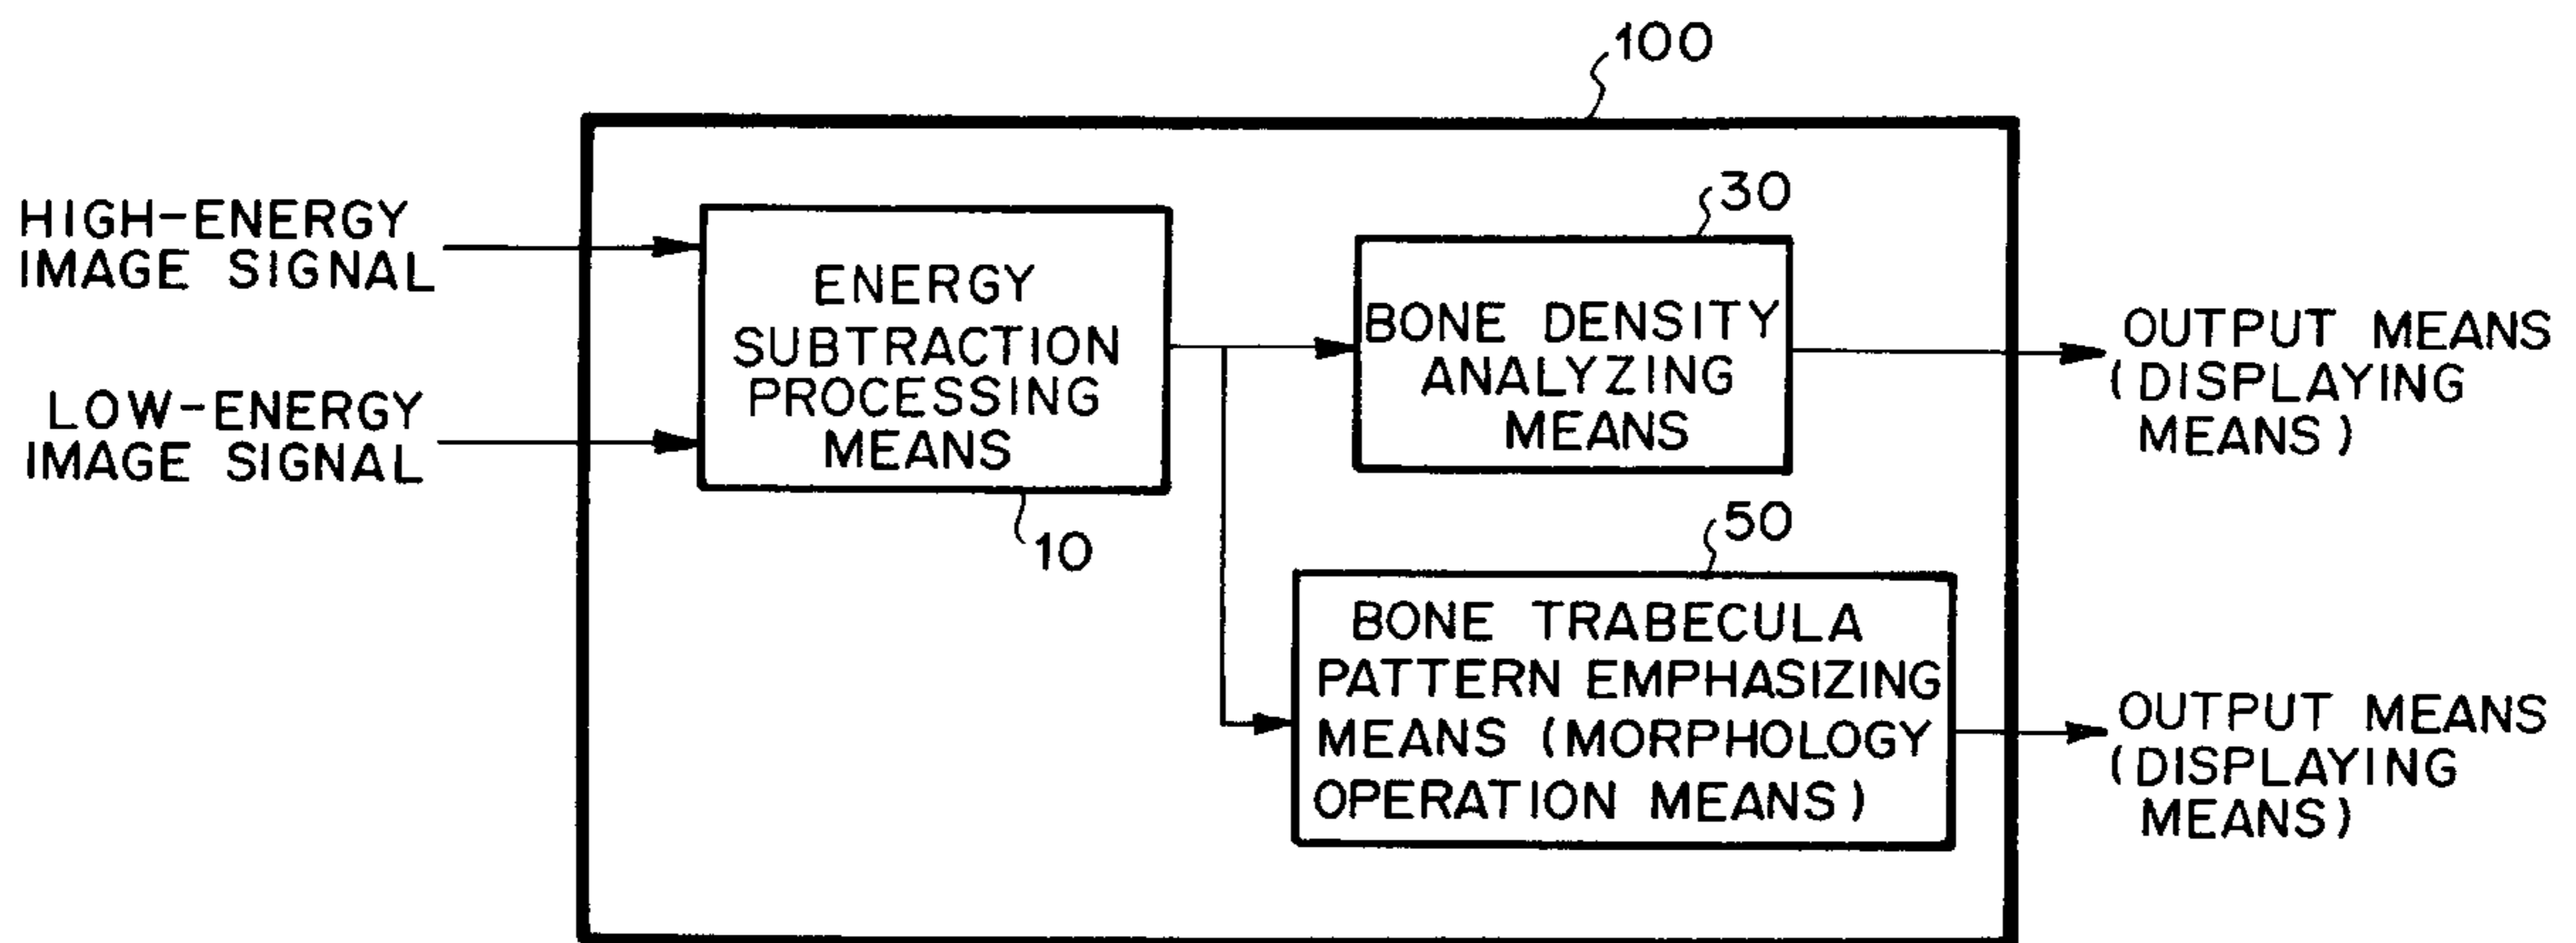 100
HIGH-ENERGY
IMAGE SIGNAL
LOW-ENERGY
IMAGE SIGNAL
ENERGY
SUBTRACTION
PROCESSING
MEANS
10
30
BONE DENSITY
ANALYZING
MEANS
OUTPUT MEANS
(DISPLAYING
MEANS)
50
BONE TRABECULA
PATTERN EMPHASIZING
MEANS (MORPHOLOGY
OPERATION MEANS)
OUTPUT MEANS
(DISPLAYING
MEANS)